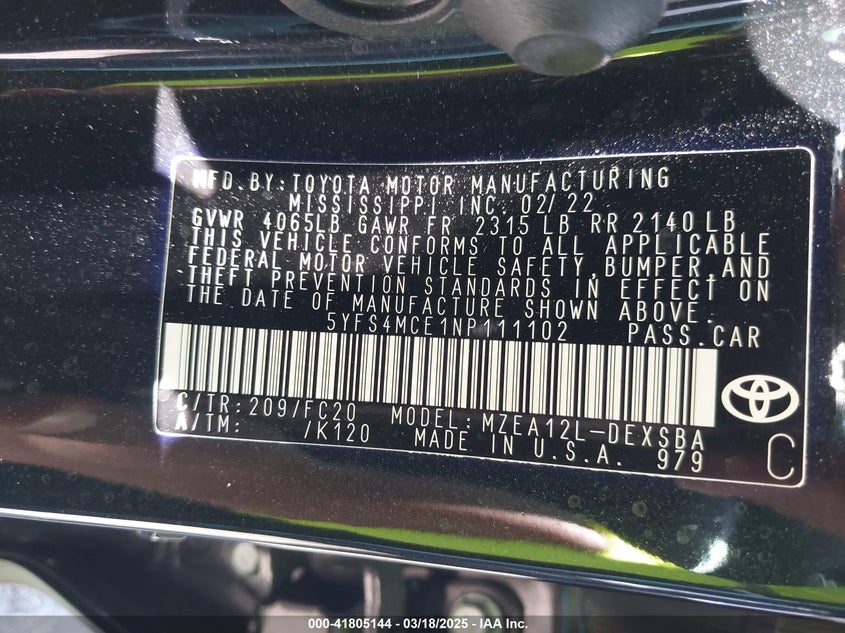 MFD.BY:TOYOTA MOTOR MANUFACTURING
MISSISSIPPI INC. 02/22
GVWR 4065LB GAWR FR 2315 LB RR 2140 LB
THIS VEHICLE CONFORMS TO ALL APPLICABLE
FEDERAL MOTOR VEHICLE SAFETY,BUMPER,AND
THEFT PREVENTION STANDARDS IN EFFECT ON
THE DATE OF MANUFACTURE SHOWN ABOVE.
5YFS4MCE1NP111102 PASS.CAR
C/TR:209/FC20 MODEL:MZEA12L-DEXSBA
A/TM: /K120 MADE IN U.S.A. 979
C
000-41805144 - 03/18/2025 - IAA Inc.